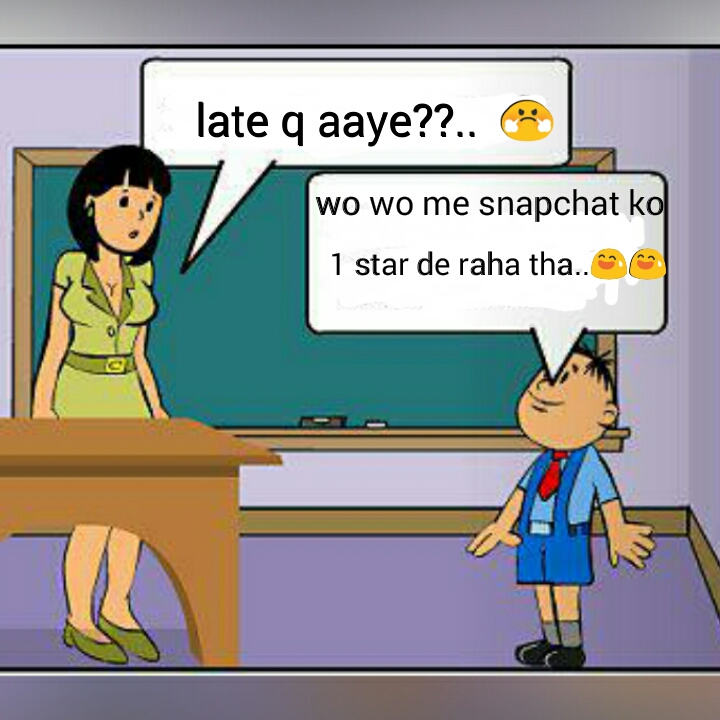 late q aaye??.. 😤
wo wo me snapchat ko
1 star de raha tha..😅😅